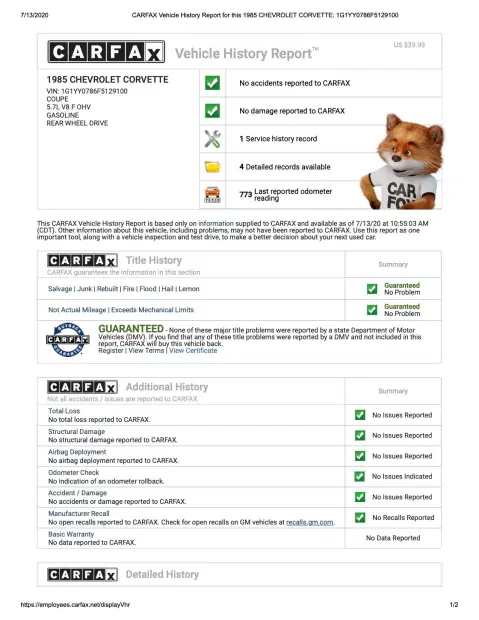 7/13/2020
CARFAX Vehicle History Report for this 1985 CHEVROLET CORVETTE: 1G1YY0786F5129100
CARFAX Vehicle History Report™
US $39.99
1985 CHEVROLET CORVETTE
VIN: 1G1YY0786F5129100
COUPE
5.7L V8 F OHV
GASOLINE
REAR WHEEL DRIVE
No accidents reported to CARFAX
No damage reported to CARFAX
1 Service history record
4 Detailed records available
773 Last reported odometer
reading
CAR
FOX
This CARFAX Vehicle History Report is based only on information supplied to CARFAX and available as of 7/13/20 at 10:55:03 AM
(CDT). Other information about this vehicle, including problems, may not have been reported to CARFAX. Use this report as one
important tool, along with a vehicle inspection and test drive, to make a better decision about your next used car.
CARFAX Title History
CARFAX guarantees the information in this section
Summary
Salvage | Junk | Rebuilt | Fire | Flood | Hail | Lemon
Guaranteed
No Problem
Not Actual Mileage | Exceeds Mechanical Limits
Guaranteed
No Problem
BUYBACK
CARFAX
GUARANTEE
GUARANTEED - None of these major title problems were reported by a state Department of Motor
Vehicles (DMV). If you find that any of these title problems were reported by a DMV and not included in this
report, CARFAX will buy this vehicle back.
Register | View Terms | View Certificate
CARFAX Additional History
Not all accidents / issues are reported to CARFAX
Summary
Total Loss
No total loss reported to CARFAX.
No Issues Reported
Structural Damage
No structural damage reported to CARFAX.
No Issues Reported
Airbag Deployment
No airbag deployment reported to CARFAX.
No Issues Reported
Odometer Check
No indication of an odometer rollback.
No Issues Indicated
Accident / Damage
No accidents or damage reported to CARFAX.
No Issues Reported
Manufacturer Recall
No open recalls reported to CARFAX. Check for open recalls on GM vehicles at recalls.gm.com.
No Recalls Reported
Basic Warranty
No data reported to CARFAX.
No Data Reported
CARFAX Detailed History
https://employees.carfax.net/displayVhr
1/2